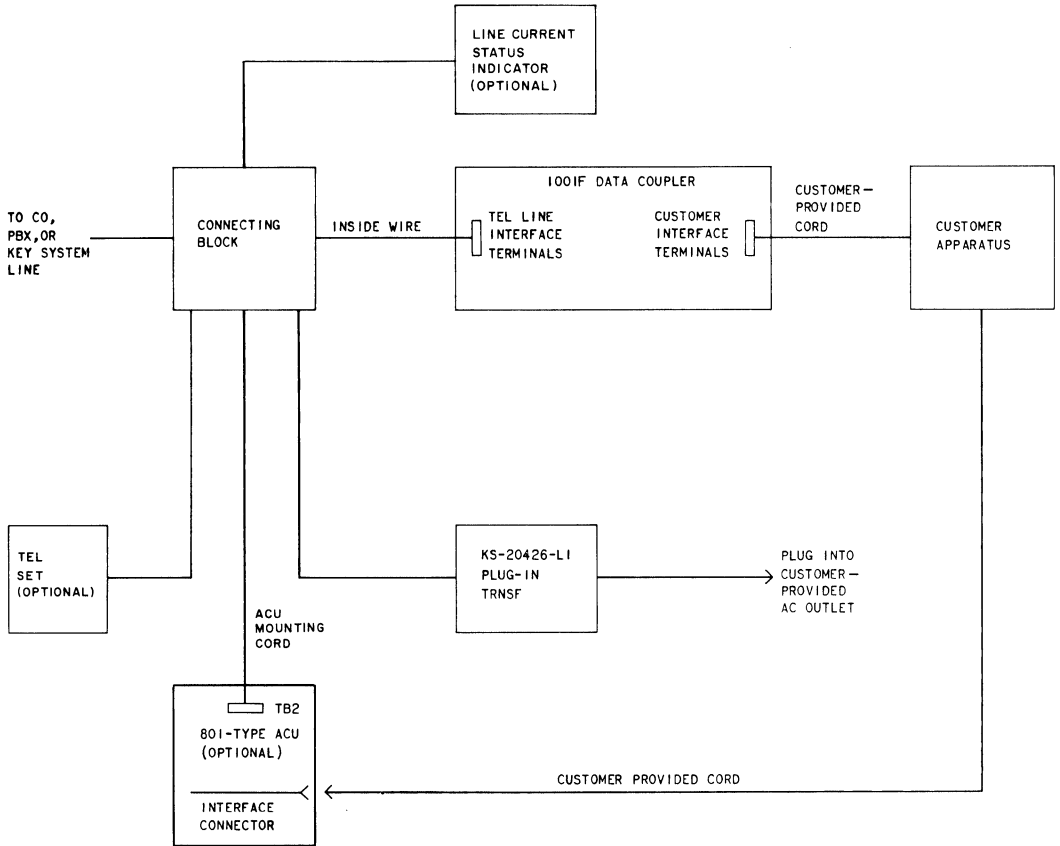 LINE CURRENT
STATUS
INDICATOR
(OPTIONAL)
TO CO,
PBX, OR
KEY SYSTEM
LINE
CONNECTING
BLOCK
INSIDE WIRE
1001F DATA COUPLER
TEL LINE
INTERFACE
TERMINALS
CUSTOMER
INTERFACE
TERMINALS
CUSTOMER-
PROVIDED
CORD
CUSTOMER
APPARATUS
TEL
SET
(OPTIONAL)
ACU
MOUNTING
CORD
KS-20426-L1
PLUG-IN
TRNSF
PLUG INTO
CUSTOMER-
PROVIDED
AC OUTLET
TB2
801-TYPE ACU
(OPTIONAL)
INTERFACE
CONNECTOR
CUSTOMER PROVIDED CORD